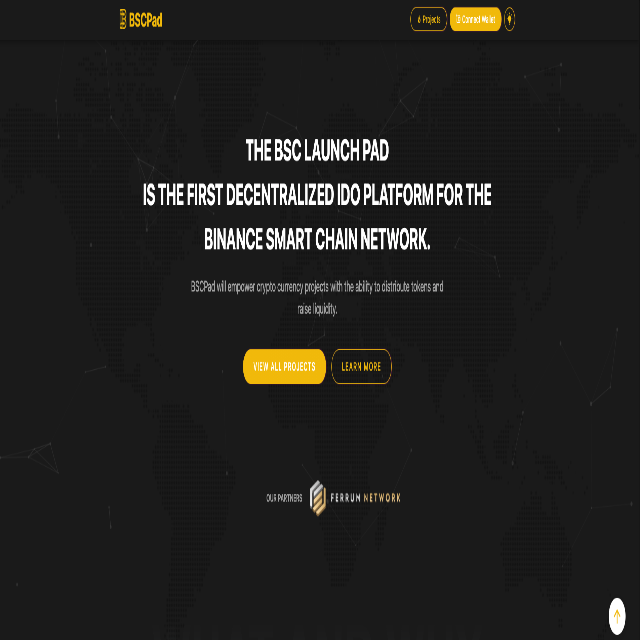 BSCPad
Projects
Connect Wallet
THE BSC LAUNCH PAD
IS THE FIRST DECENTRALIZED IDO PLATFORM FOR THE
BINANCE SMART CHAIN NETWORK.
BSCPad will empower crypto currency projects with the ability to distribute tokens and
raise liquidity.
VIEW ALL PROJECTS
LEARN MORE
OUR PARTNERS
FERRUM NETWORK